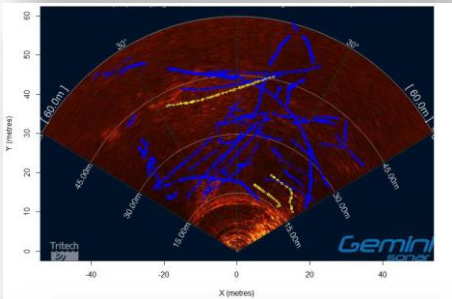 60
50
40
30
20
10
0
Y (metres)
30°
30°
[ 60.0m ]
[ 60.0m ]
45.00m
45.00m
30.00m
30.00m
15.00m
15.00m
Tritech
Gemini
sonar
-40
-20
0
20
40
X (metres)